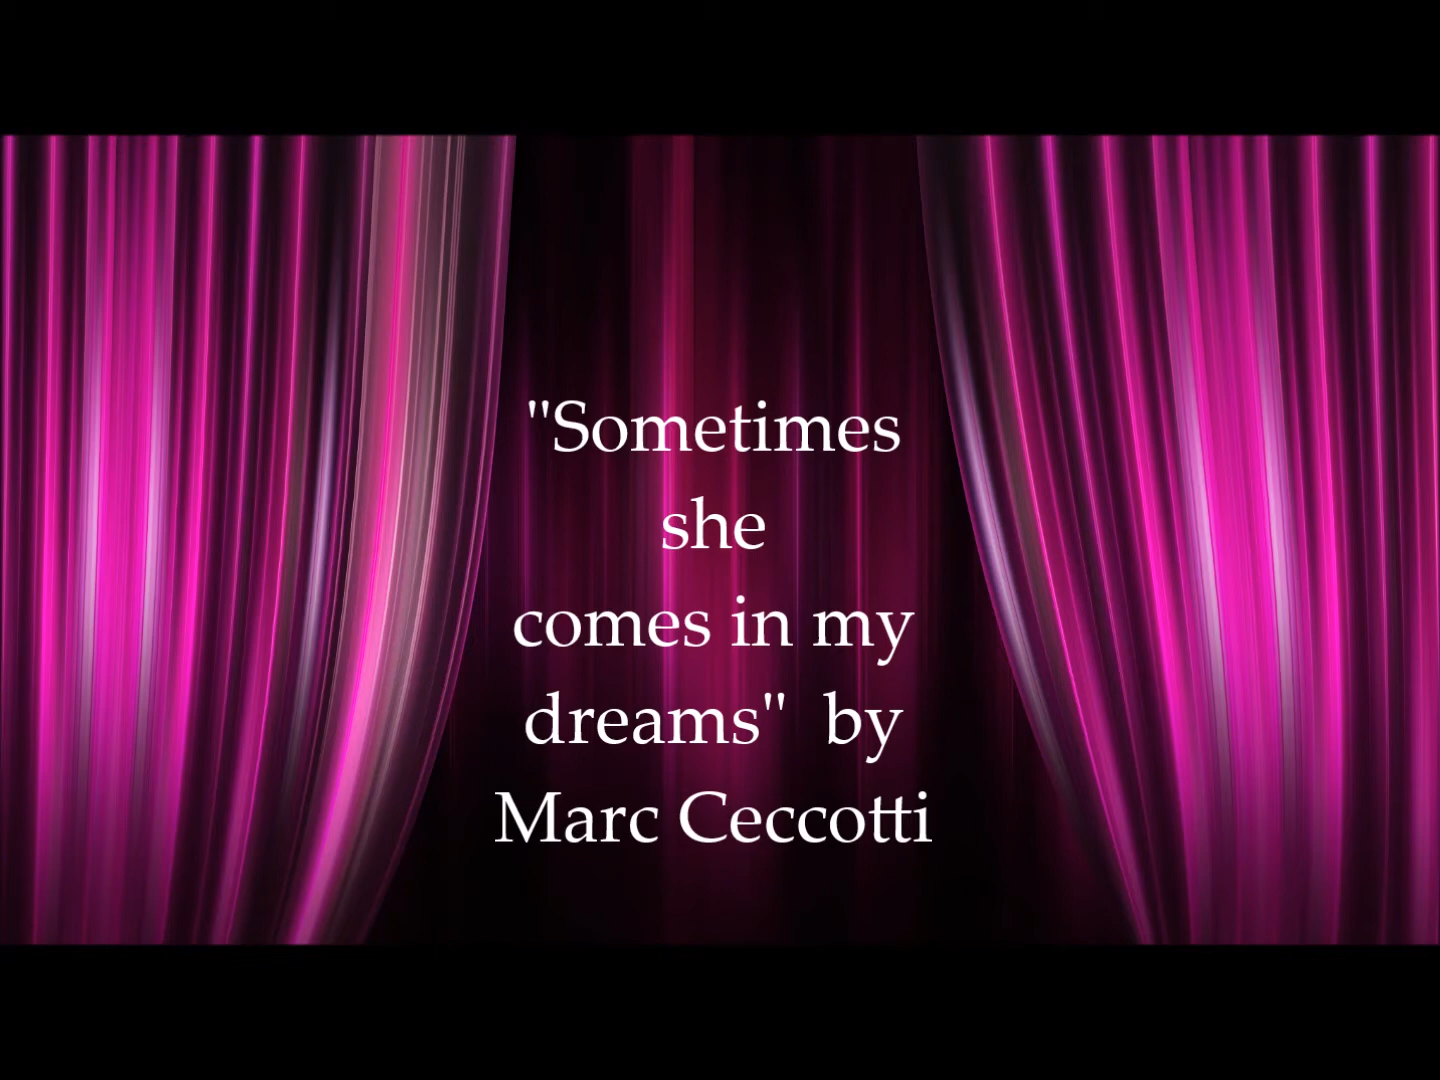 "Sometimes
she
comes in my
dreams"  by
Marc Ceccotti